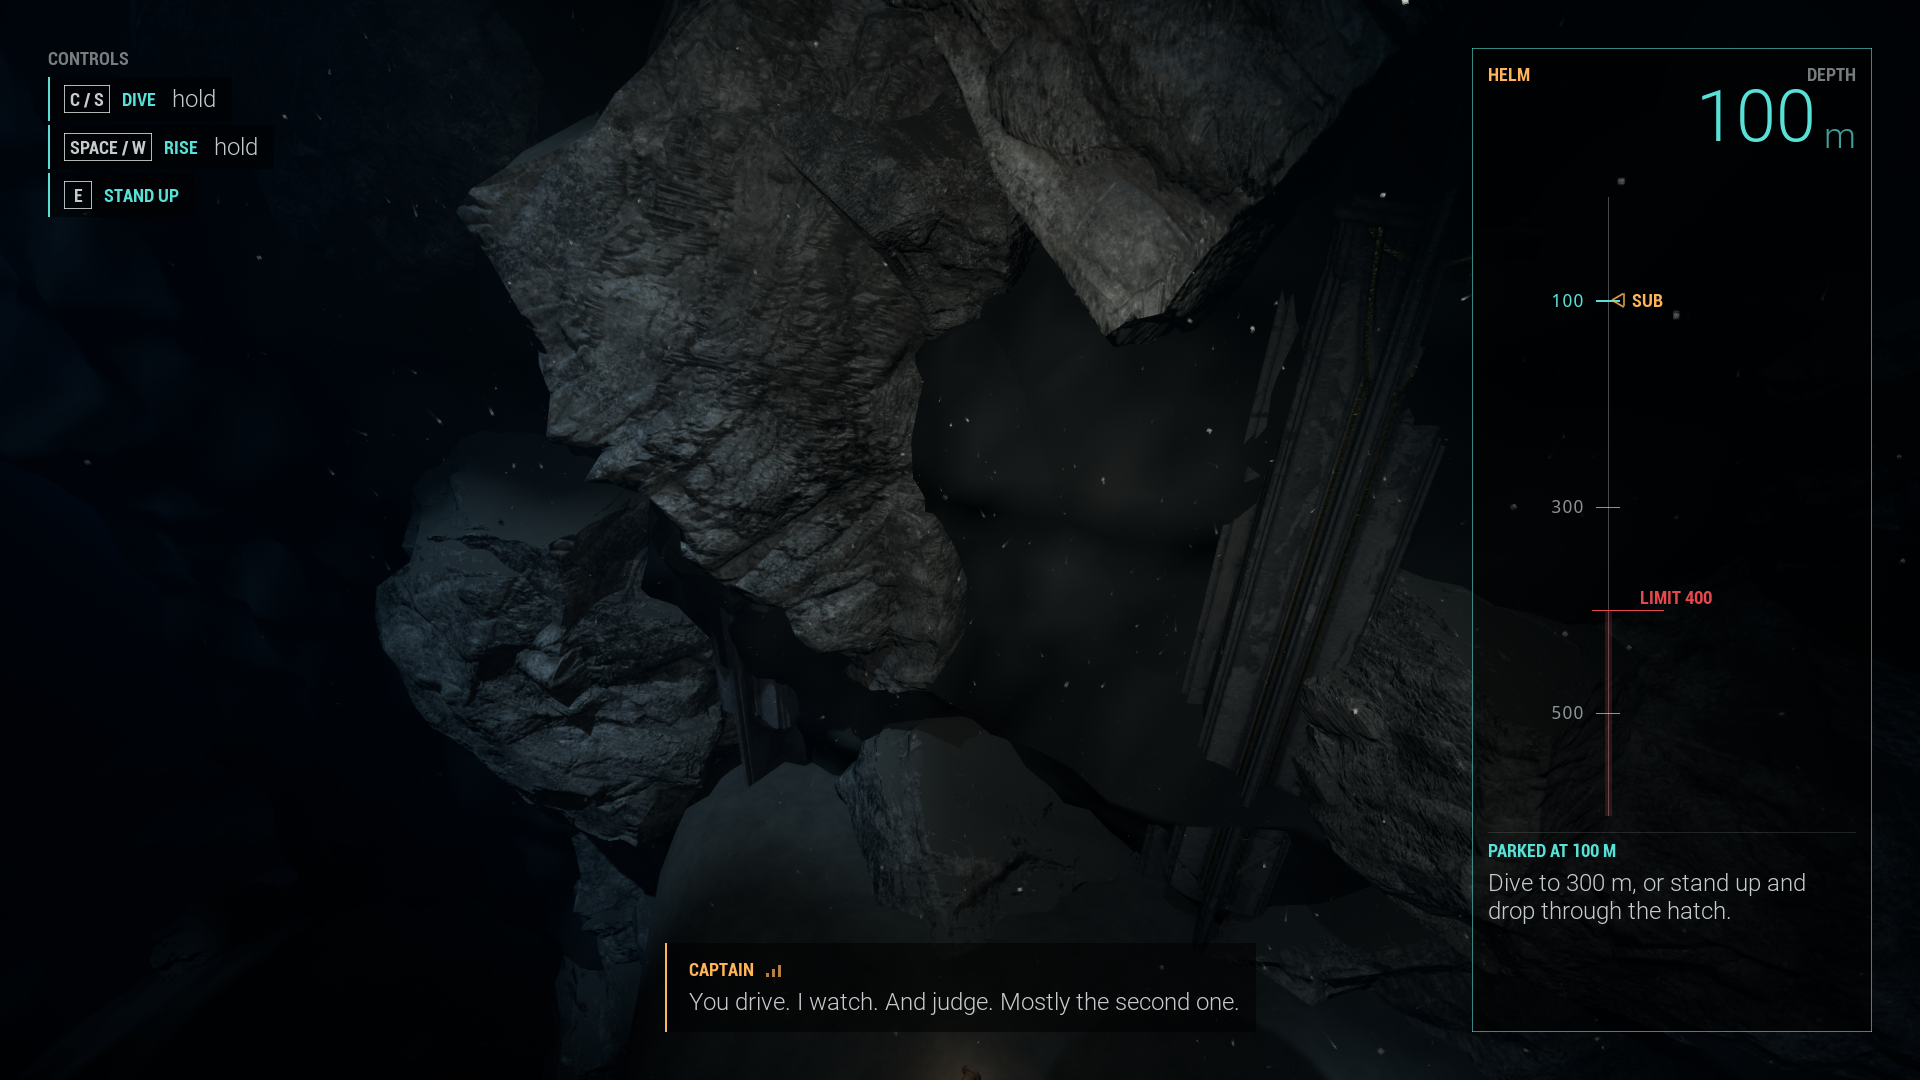 CONTROLS
C / S DIVE hold
SPACE / W RISE hold
E STAND UP
HELM
DEPTH
100 m
100 SUB
300
LIMIT 400
500
PARKED AT 100 M
Dive to 300 m, or stand up and
drop through the hatch.
CAPTAIN
You drive. I watch. And judge. Mostly the second one.